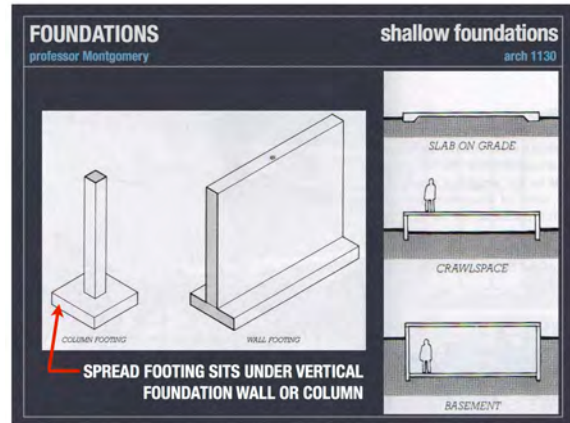 FOUNDATIONS
professor Montgomery
shallow foundations
arch 1130
COLUMN FOOTING
WALL FOOTING
SPREAD FOOTING SITS UNDER VERTICAL
FOUNDATION WALL OR COLUMN
SLAB ON GRADE
CRAWLSPACE
BASEMENT